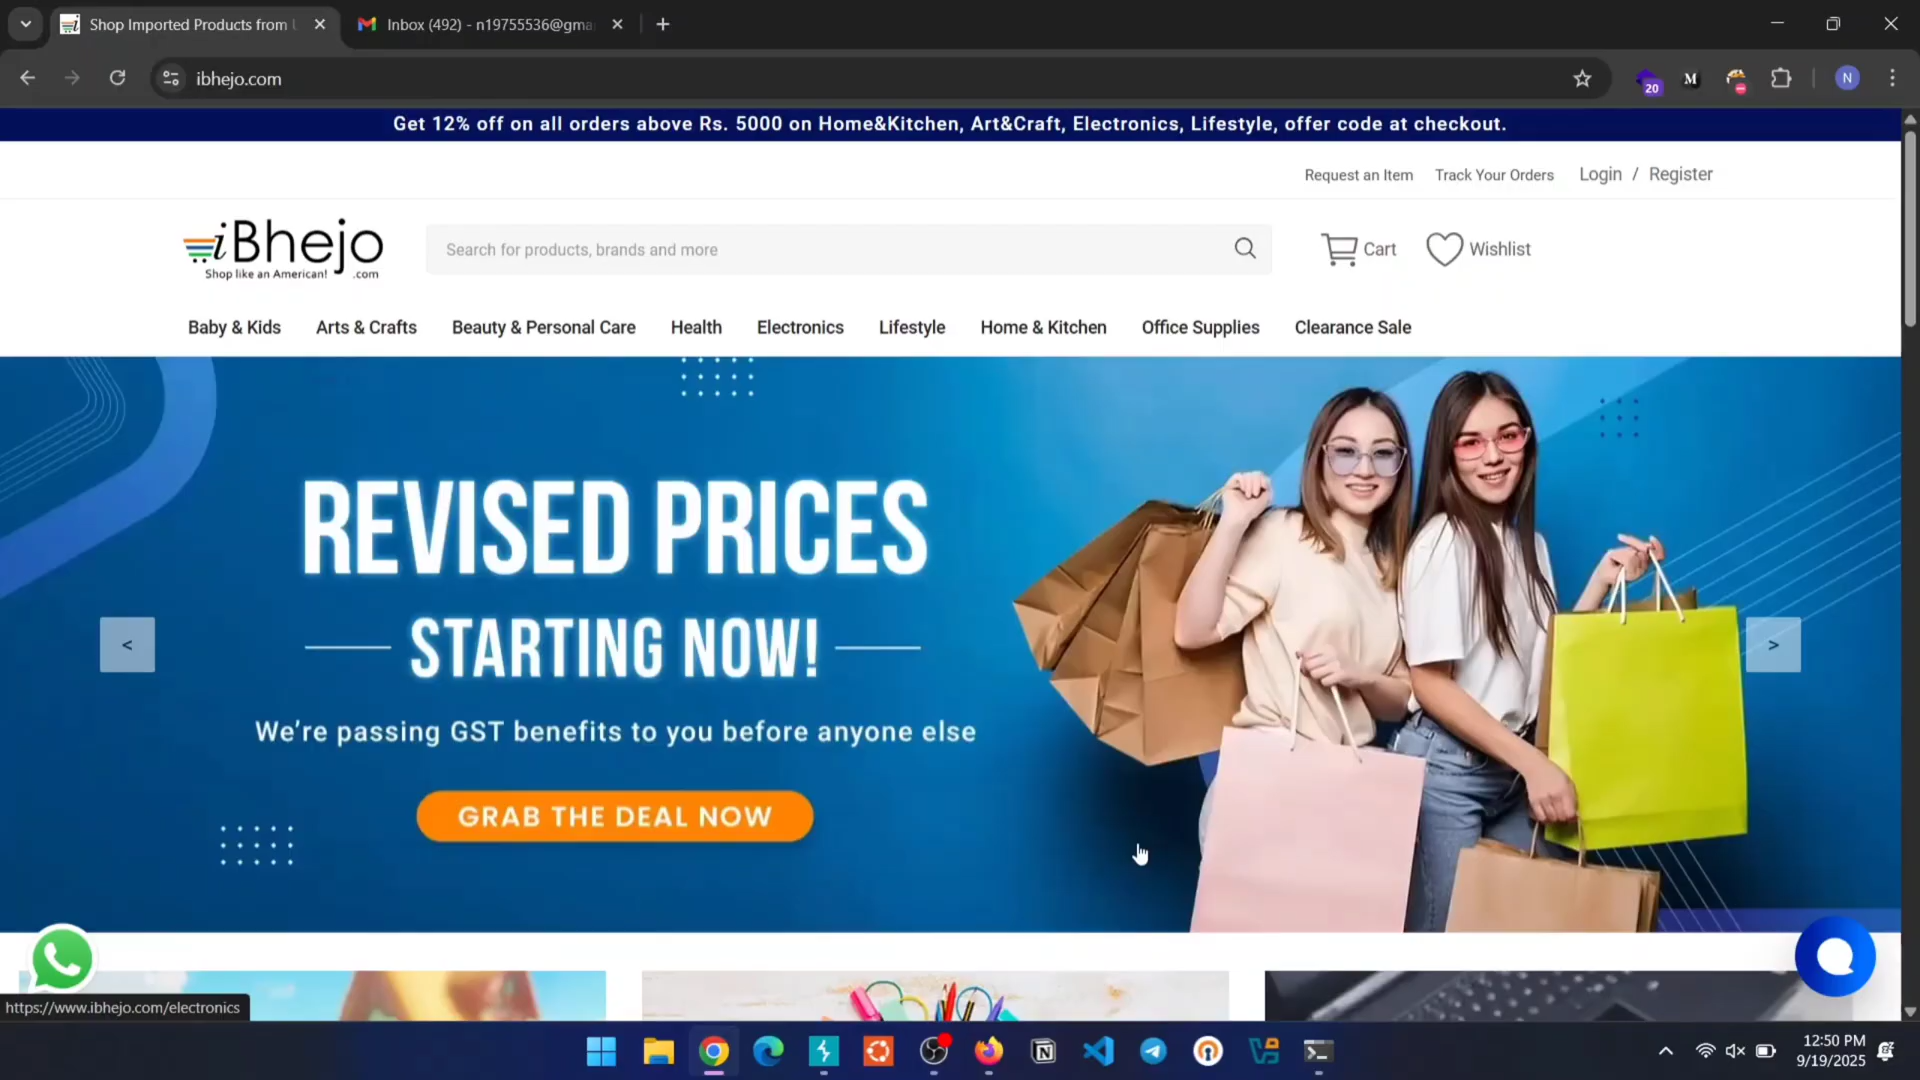 Shop Imported Products from U
Inbox (492) - n19755536@gma
ibhejo.com
20
M
N
Get 12% off on all orders above Rs. 5000 on Home&Kitchen, Art&Craft, Electronics, Lifestyle, offer code at checkout.
Request an Item
Track Your Orders
Login / Register
iBhejo
Shop like an American! .com
Search for products, brands and more
Cart
Wishlist
Baby & Kids
Arts & Crafts
Beauty & Personal Care
Health
Electronics
Lifestyle
Home & Kitchen
Office Supplies
Clearance Sale
REVISED PRICES
STARTING NOW!
We're passing GST benefits to you before anyone else
GRAB THE DEAL NOW
<
>
https://www.ibhejo.com/electronics
12:50 PM
9/19/2025